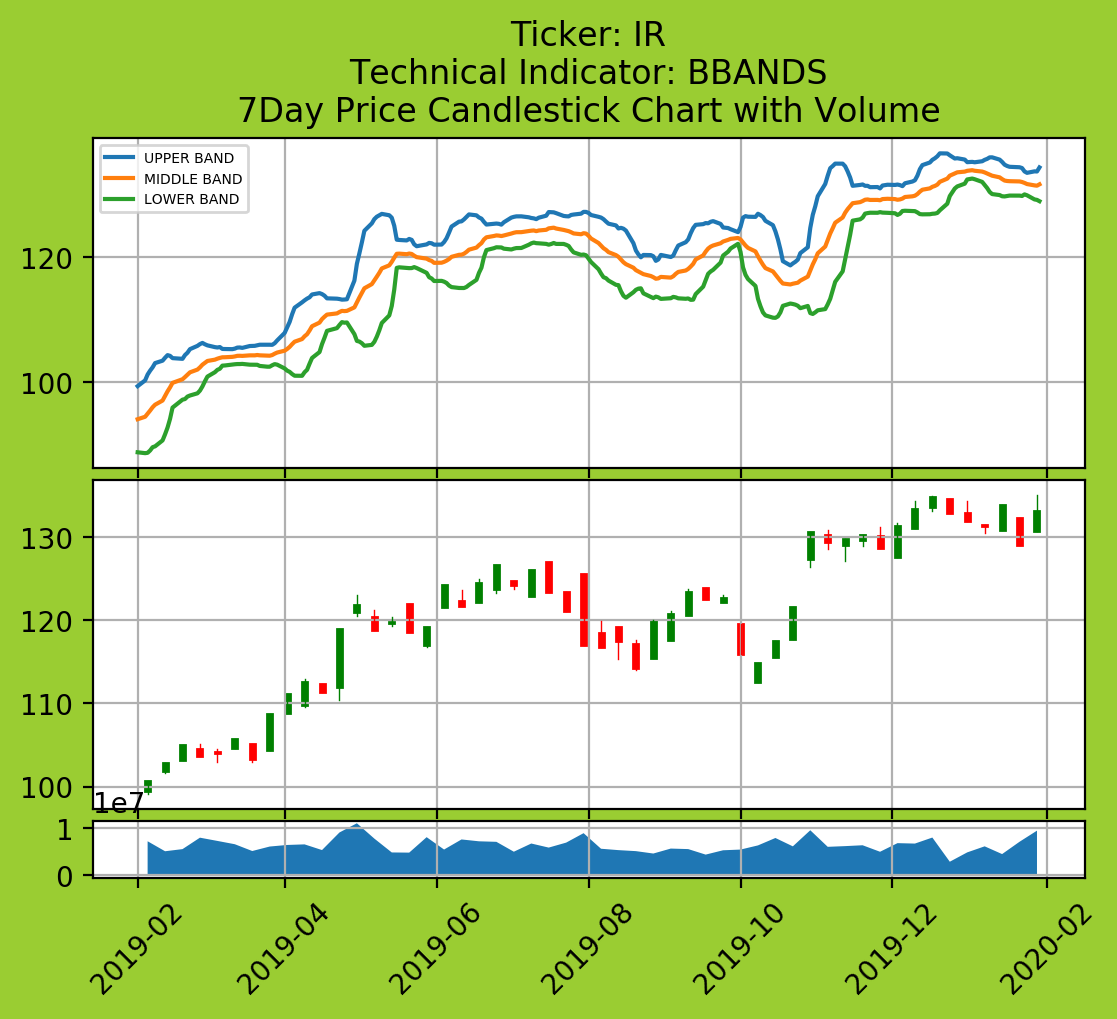 Ticker: IR
Technical Indicator: BBANDS
7Day Price Candlestick Chart with Volume
UPPER BAND
MIDDLE BAND
LOWER BAND
120
100
130
120
110
100
1e7
1
0
2019-02
2019-04
2019-06
2019-08
2019-10
2019-12
2020-02